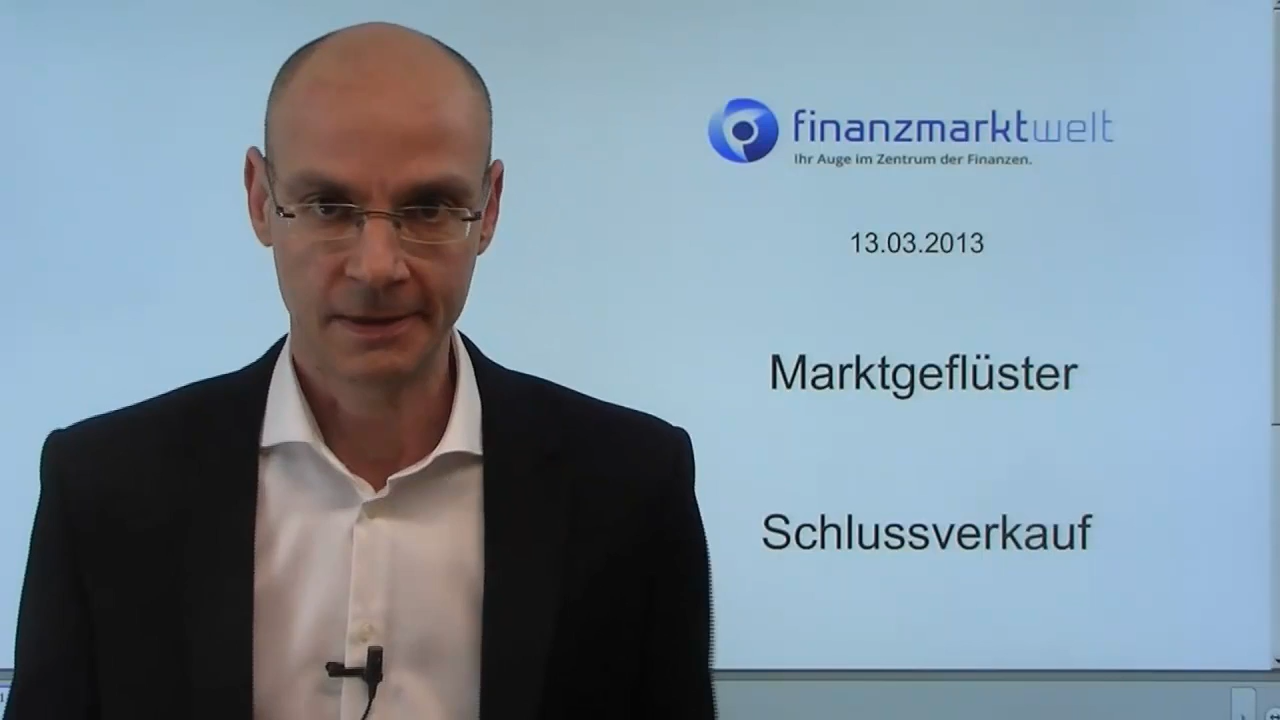 finanzmarktwelt
Ihr Auge im Zentrum der Finanzen.
13.03.2013
Marktgeflüster
Schlussverkauf